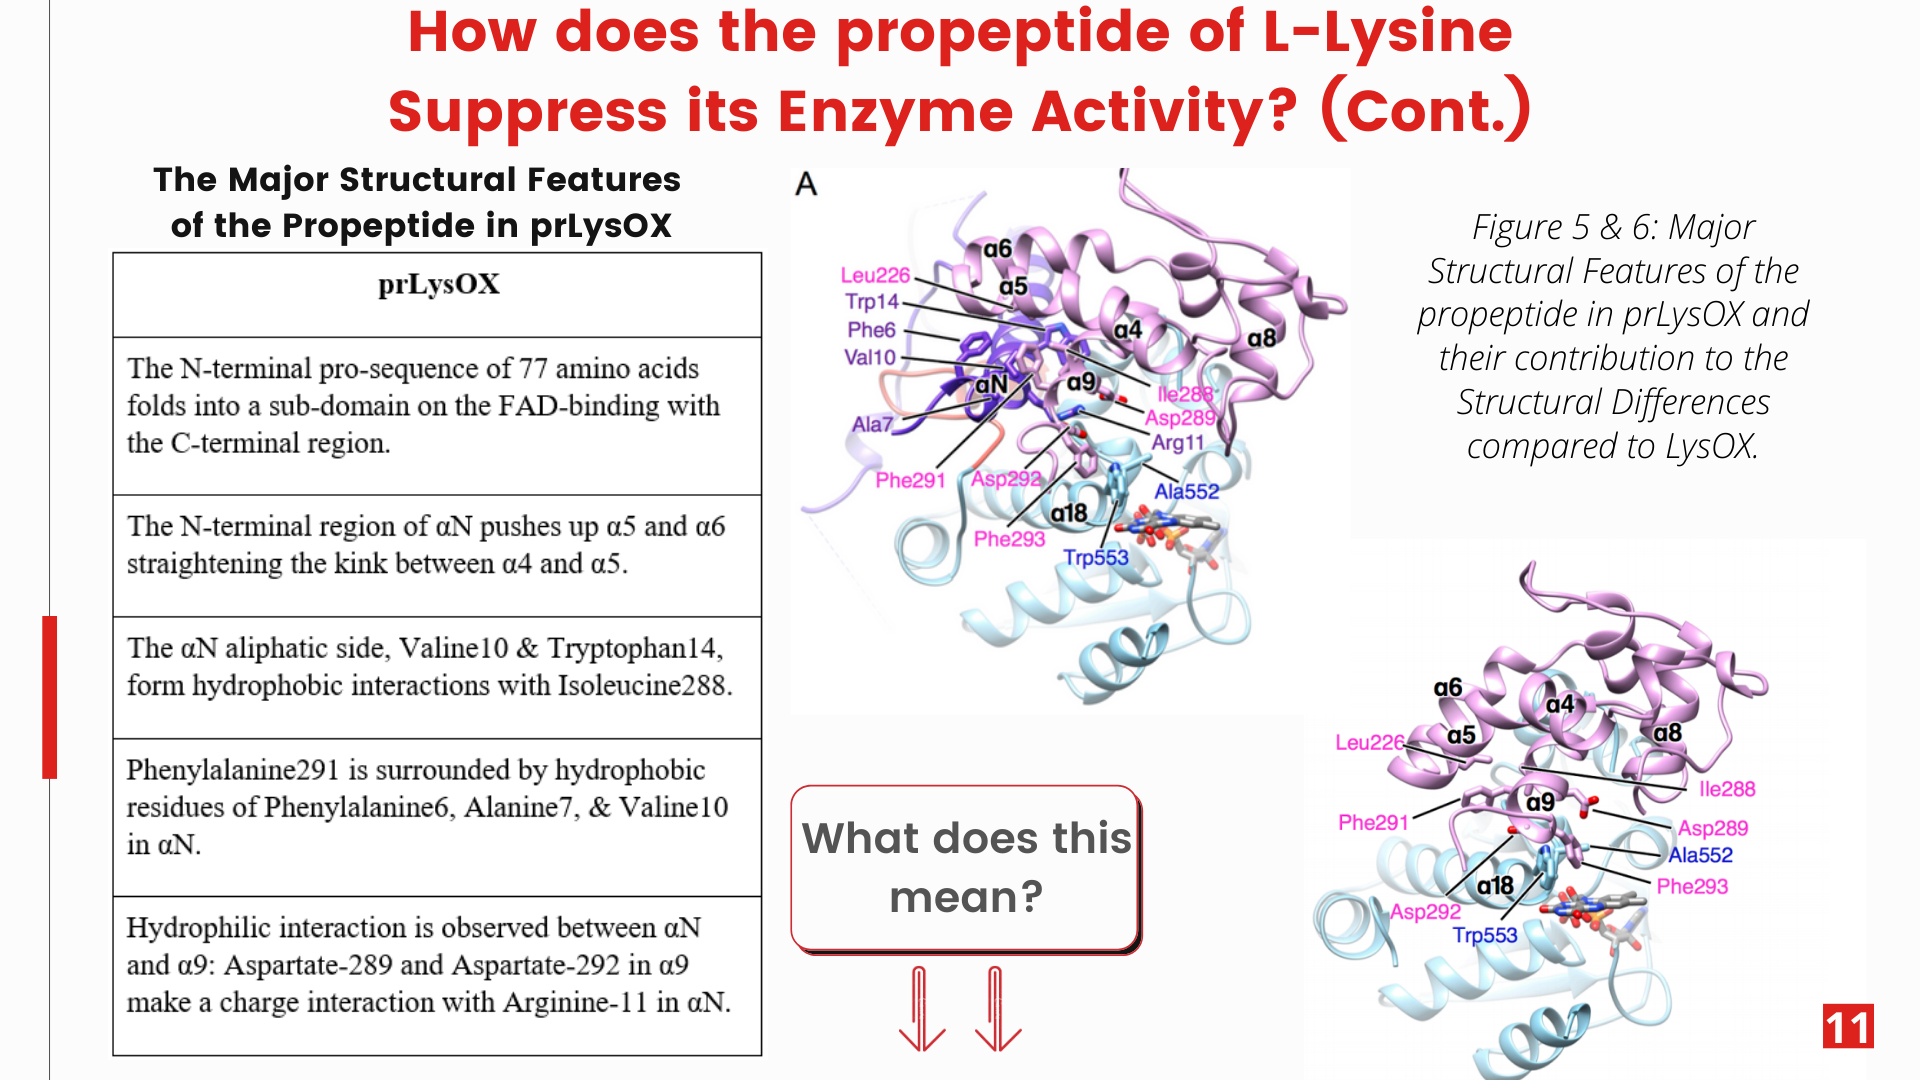 How does the propeptide of L-Lysine
Suppress its Enzyme Activity? (Cont.)
The Major Structural Features
of the Propeptide in prLysOX
prLysOX
The N-terminal pro-sequence of 77 amino acids
folds into a sub-domain on the FAD-binding with
the C-terminal region.
The N-terminal region of αN pushes up α5 and α6
straightening the kink between α4 and α5.
The αN aliphatic side, Valine10 & Tryptophan14,
form hydrophobic interactions with Isoleucine288.
Phenylalanine291 is surrounded by hydrophobic
residues of Phenylalanine6, Alanine7, & Valine10
in αN.
Hydrophilic interaction is observed between αN
and α9: Aspartate-289 and Aspartate-292 in α9
make a charge interaction with Arginine-11 in αN.
A
α6
Leu226
α5
Trp14
Phe6
α4
α8
Val10
αN
α9
Ile288
Asp289
Ala7
Arg11
Phe291
Asp292
Ala552
α18
Phe293
Trp553
Figure 5 & 6: Major
Structural Features of the
propeptide in prLysOX and
their contribution to the
Structural Differences
compared to LysOX.
α6
α4
α5
α8
Leu226
Ile288
α9
Phe291
Asp289
Ala552
α18
Phe293
Asp292
Trp553
What does this
mean?
11